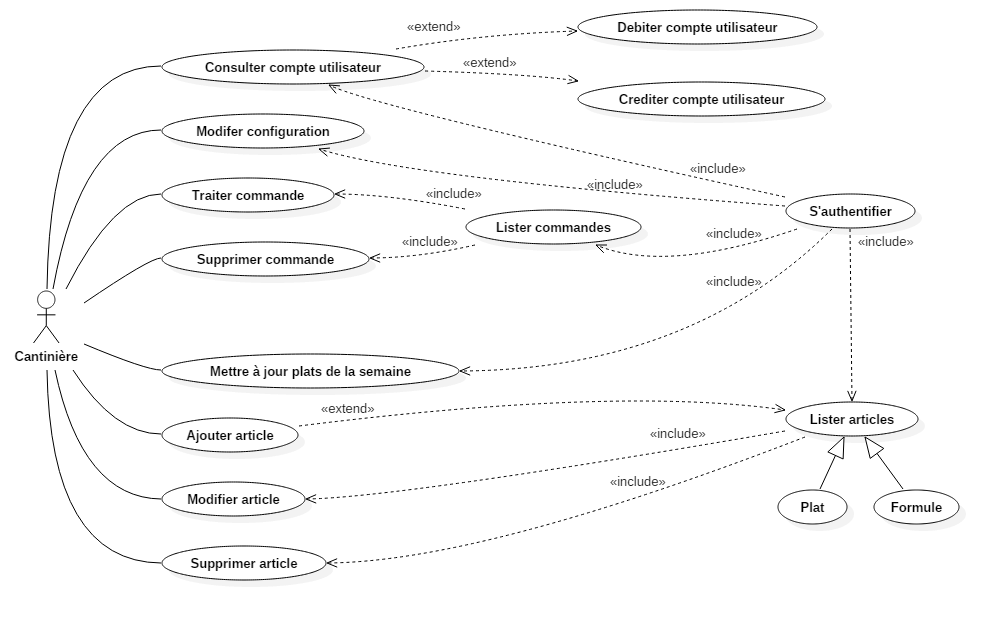 «extend»
Debiter compte utilisateur
Consulter compte utilisateur
«extend»
Crediter compte utilisateur
Modifer configuration
«include»
«include»
Traiter commande
«include»
S'authentifier
Lister commandes
«include»
«include»
«include»
Supprimer commande
«include»
Cantinière
Mettre à jour plats de la semaine
«extend»
Lister articles
Ajouter article
«include»
«include»
Modifier article
Plat
Formule
Supprimer article